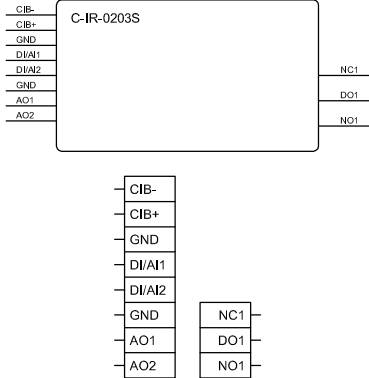 CIB-
CIB+
GND
DI/AI1
DI/AI2
GND
AO1
AO2
C-IR-0203S
NC1
DO1
NO1
CIB-
CIB+
GND
DI/AI1
DI/AI2
GND
AO1
AO2
NC1
DO1
NO1